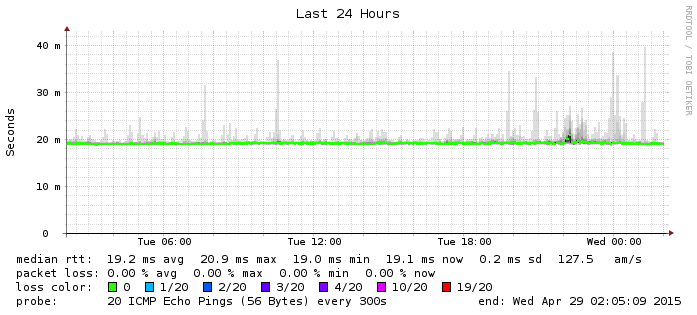 Last 24 Hours
RRDTOOL / TOBI OETIKER
Seconds
40 m
30 m
20 m
10 m
0
Tue 06:00 Tue 12:00 Tue 18:00 Wed 00:00
median rtt: 19.2 ms avg 20.9 ms max 19.0 ms min 19.1 ms now 0.2 ms sd 127.5 am/s
packet loss: 0.00 % avg 0.00 % max 0.00 % min 0.00 % now
loss color: 0 1/20 2/20 3/20 4/20 10/20 19/20
probe: 20 ICMP Echo Pings (56 Bytes) every 300s end: Wed Apr 29 02:05:09 2015